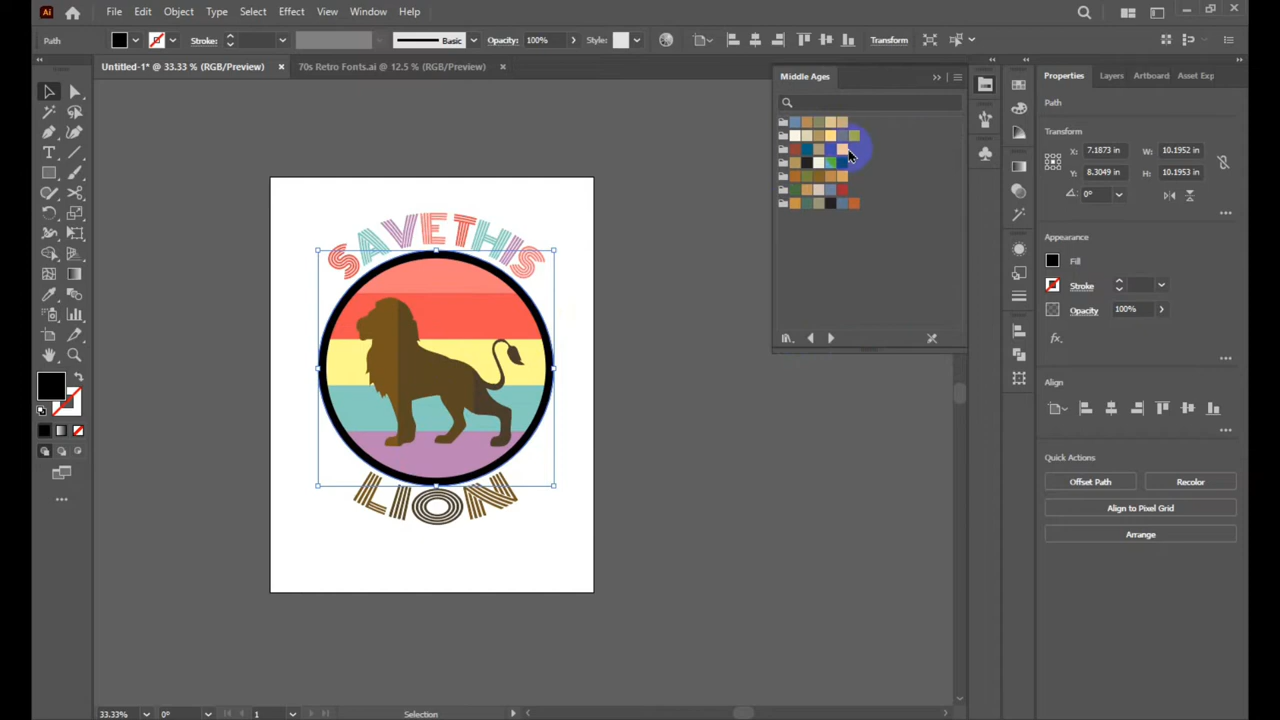 Ai File Edit Object Type Select Effect View Window Help
Path Stroke: Basic Opacity: 100% Style: Transform
Untitled-1* @ 33.33 % (RGB/Preview) × 70s Retro Fonts.ai @ 12.5 % (RGB/Preview) ×
Middle Ages
Properties Layers Artboard Asset Exp
Path
Transform
X: 7.1873 in W: 10.1952 in
Y: 8.3049 in H: 10.1953 in
0°
Appearance
Fill
Stroke
Opacity 100%
fx.
Align
Quick Actions
Offset Path Recolor
Align to Pixel Grid
Arrange
SAVE THIS
LION
33.33% 0° 1 Selection